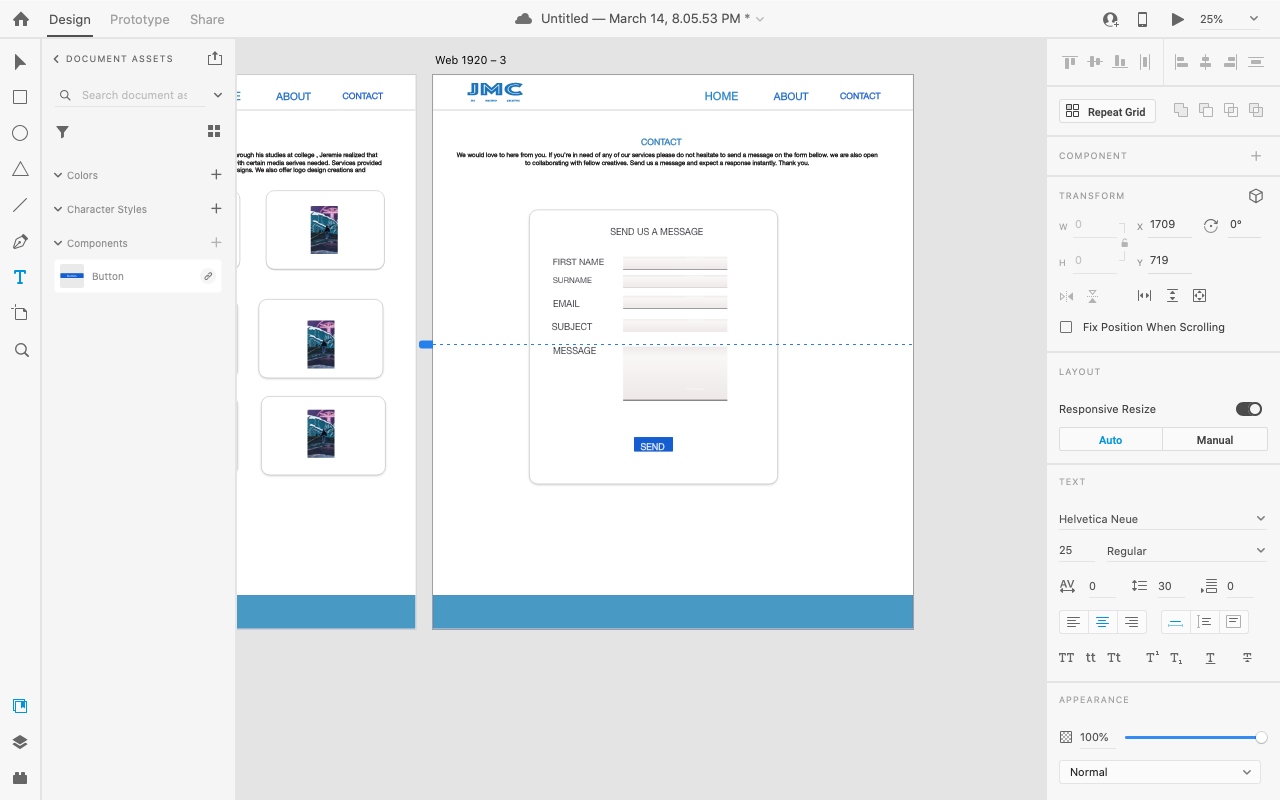 Design
Prototype
Share
Untitled — March 14, 8.05.53 PM *
25%
DOCUMENT ASSETS
Search document as
Colors
Character Styles
Components
Button
Web 1920 – 3
E
ABOUT
CONTACT
rough his studies at college , Jeremie realized that
ith certain media serives needed. Services provided
signs. We also offer logo design creations and
JMC
HOME
ABOUT
CONTACT
CONTACT
We would love to here from you. If you're in need of any of our services please do not hesitate to send a message on the form bellow. we are also open
to collaborating with fellow creatives. Send us a message and expect a response instantly. Thank you.
SEND US A MESSAGE
FIRST NAME
SURNAME
EMAIL
SUBJECT
MESSAGE
SEND
Repeat Grid
COMPONENT
TRANSFORM
W 0 X 1709 0°
H 0 Y 719
Fix Position When Scrolling
LAYOUT
Responsive Resize
Auto Manual
TEXT
Helvetica Neue
25 Regular
AV 0 30 0
TT tt Tt T¹ T₁ T T
APPEARANCE
100%
Normal